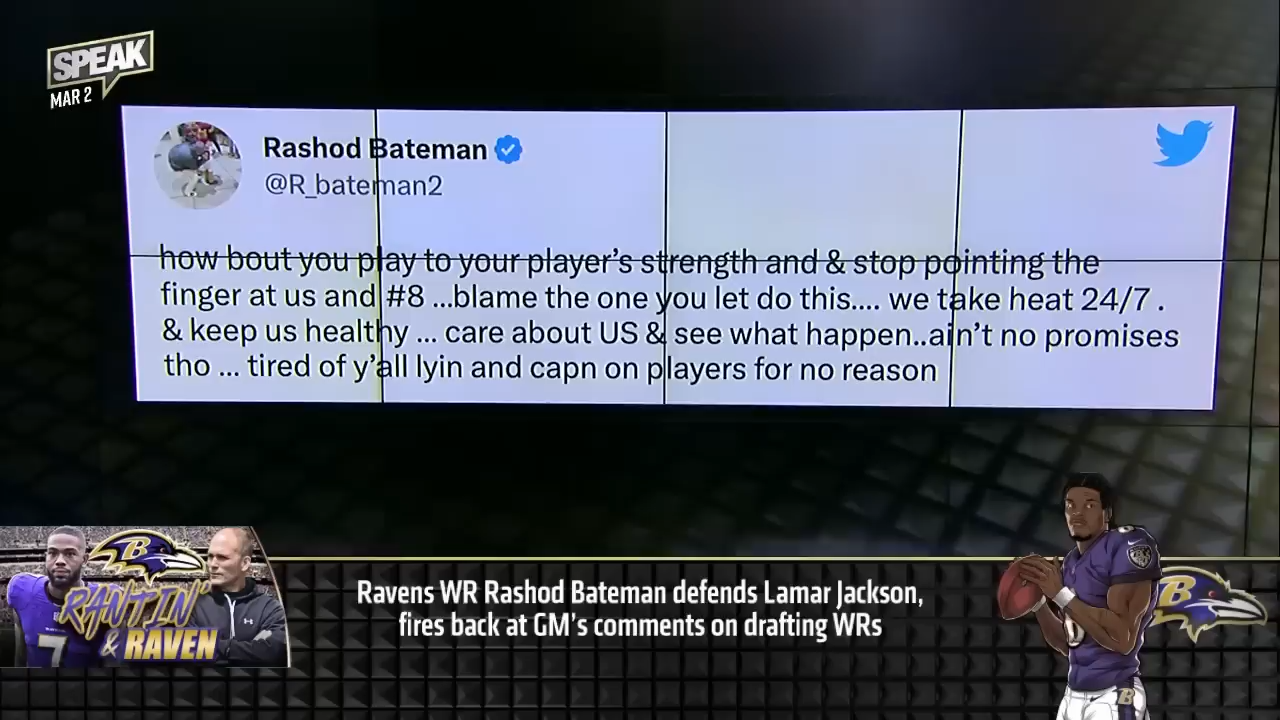 SPEAK
MAR 2
Rashod Bateman
@R_bateman2
how bout you play to your player's strength and & stop pointing the
finger at us and #8 ...blame the one you let do this.... we take heat 24/7 .
& keep us healthy ... care about US & see what happen..ain't no promises
tho ... tired of y'all lyin and capn on players for no reason
B
RANTIN'
& RAVEN
7
Ravens WR Rashod Bateman defends Lamar Jackson,
fires back at GM's comments on drafting WRs
B
B